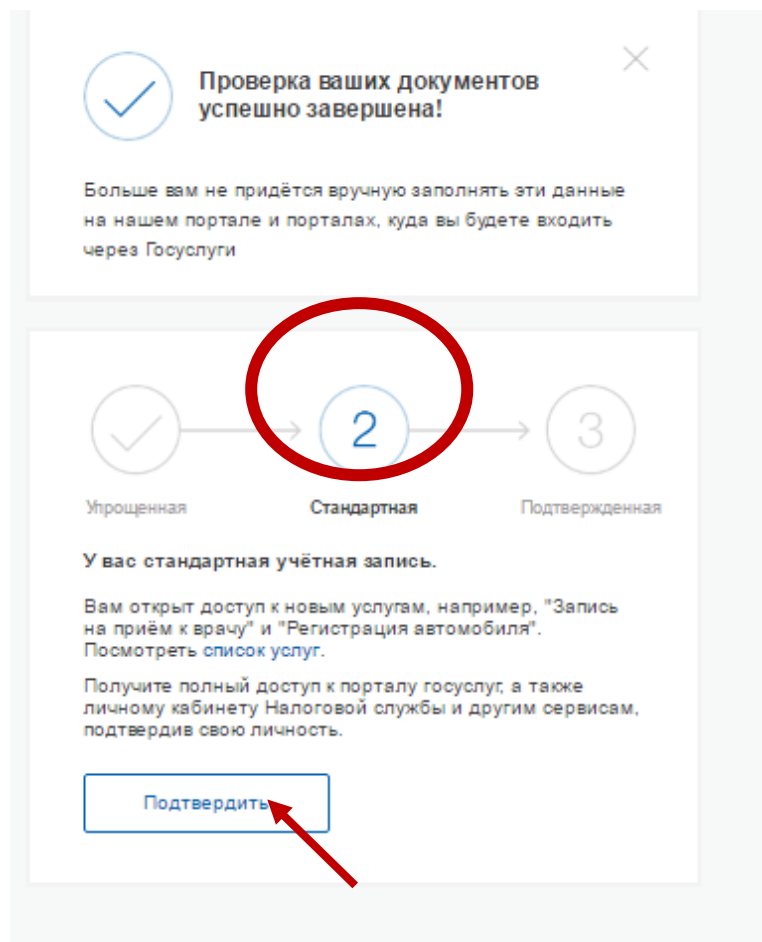 Проверка ваших документов
успешно завершена!
Больше вам не придётся вручную заполнять эти данные
на нашем портале и порталах, куда вы будете входить
через Госуслуги
2
3
Упрощенная
Стандартная
Подтвержденная
У вас стандартная учётная запись.
Вам открыт доступ к новым услугам, например, "Запись
на приём к врачу" и "Регистрация автомобиля".
Посмотреть список услуг.
Получите полный доступ к порталу госуслуг, а также
личному кабинету Налоговой службы и другим сервисам,
подтвердив свою личность.
Подтвердить